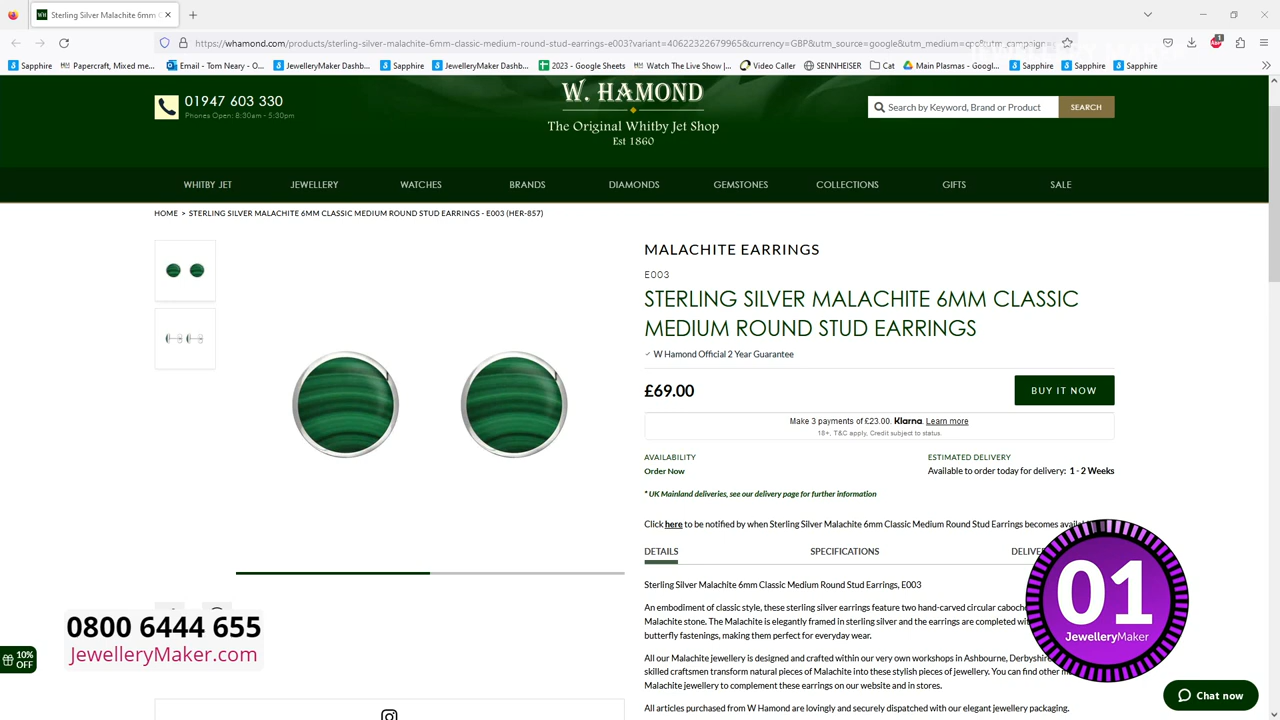 Sterling Silver Malachite 6mm C
https://whamond.com/products/sterling-silver-malachite-6mm-classic-medium-round-stud-earrings-e003?variant=40622322679965&currency=GBP&utm_source=google&utm_medium=cpc&utm_campaign
Sapphire
Papercraft, Mixed me...
Email - Tom Neary - O...
JewelleryMaker Dashb...
Sapphire
JewelleryMaker Dashb...
Sapphire
2023 - Google Sheets
Watch The Live Show |...
Video Caller
SENNHEISER
Cat
Main Plasmas - Googl...
Sapphire
Sapphire
Sapphire
01947 603 330
Phones Open: 8:30am - 5:30pm
W. HAMOND
The Original Whitby Jet Shop
Est 1860
Search by Keyword, Brand or Product
SEARCH
WHITBY JET
JEWELLERY
WATCHES
BRANDS
DIAMONDS
GEMSTONES
COLLECTIONS
GIFTS
SALE
HOME > STERLING SILVER MALACHITE 6MM CLASSIC MEDIUM ROUND STUD EARRINGS - E003 (HER-857)
MALACHITE EARRINGS
E003
STERLING SILVER MALACHITE 6MM CLASSIC
MEDIUM ROUND STUD EARRINGS
W Hamond Official 2 Year Guarantee
£69.00
BUY IT NOW
Make 3 payments of £23.00. Klarna. Learn more
18+, T&C apply, Credit subject to status.
AVAILABILITY
Order Now
ESTIMATED DELIVERY
Available to order today for delivery: 1 - 2 Weeks
* UK Mainland deliveries, see our delivery page for further information
Click here to be notified by when Sterling Silver Malachite 6mm Classic Medium Round Stud Earrings becomes
DETAILS
SPECIFICATIONS
Sterling Silver Malachite 6mm Classic Medium Round Stud Earrings, E003
An embodiment of classic style, these sterling silver earrings feature two hand-carved circular
Malachite stone. The Malachite is elegantly framed in sterling silver and the earrings are completed
butterfly fastenings, making them perfect for everyday wear.
All our Malachite jewellery is designed and crafted within our very own workshops in Ashbourne,
skilled craftsmen transform natural pieces of Malachite into these stylish pieces of jewellery. You can find other
Malachite jewellery to complement these earrings on our website and in stores.
All articles purchased from W Hamond are lovingly and securely dispatched with our elegant jewellery packaging.
0800 6444 655
JewelleryMaker.com
10%
OFF
01
JewelleryMaker
Chat now